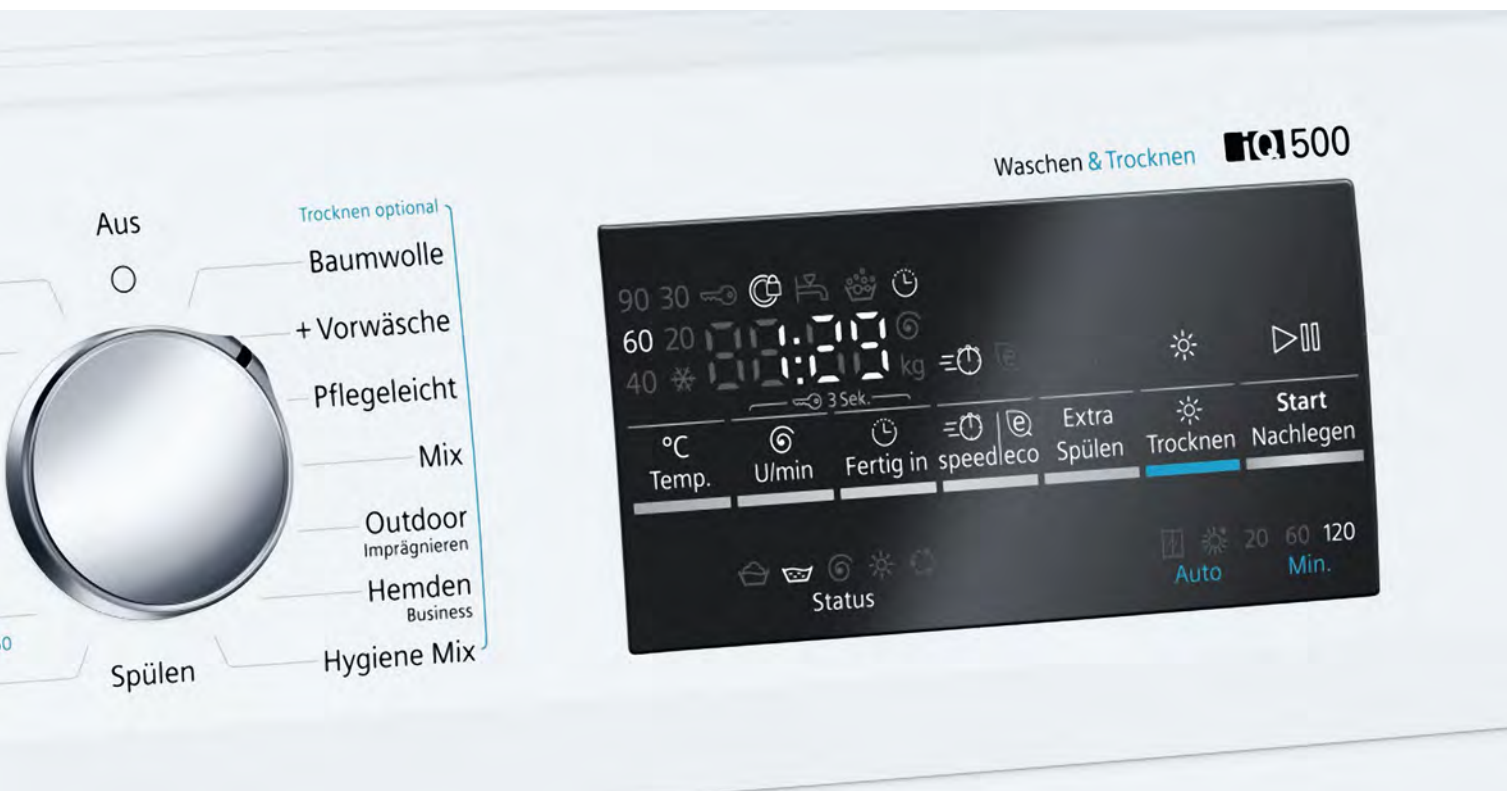 Waschen & Trocknen iQ 500
Aus
Trocknen optional
Baumwolle
+ Vorwäsche
Pflegeleicht
Mix
Outdoor
Imprägnieren
Hemden
Business
Hygiene Mix
Spülen
90 30
60 20
40
1:29
kg
e
3 Sek.
°C
Temp.
U/min
Fertig in
speed
e
eco
Extra
Spülen
Trocknen
Start
Nachlegen
Status
Auto
20 60 120
Min.